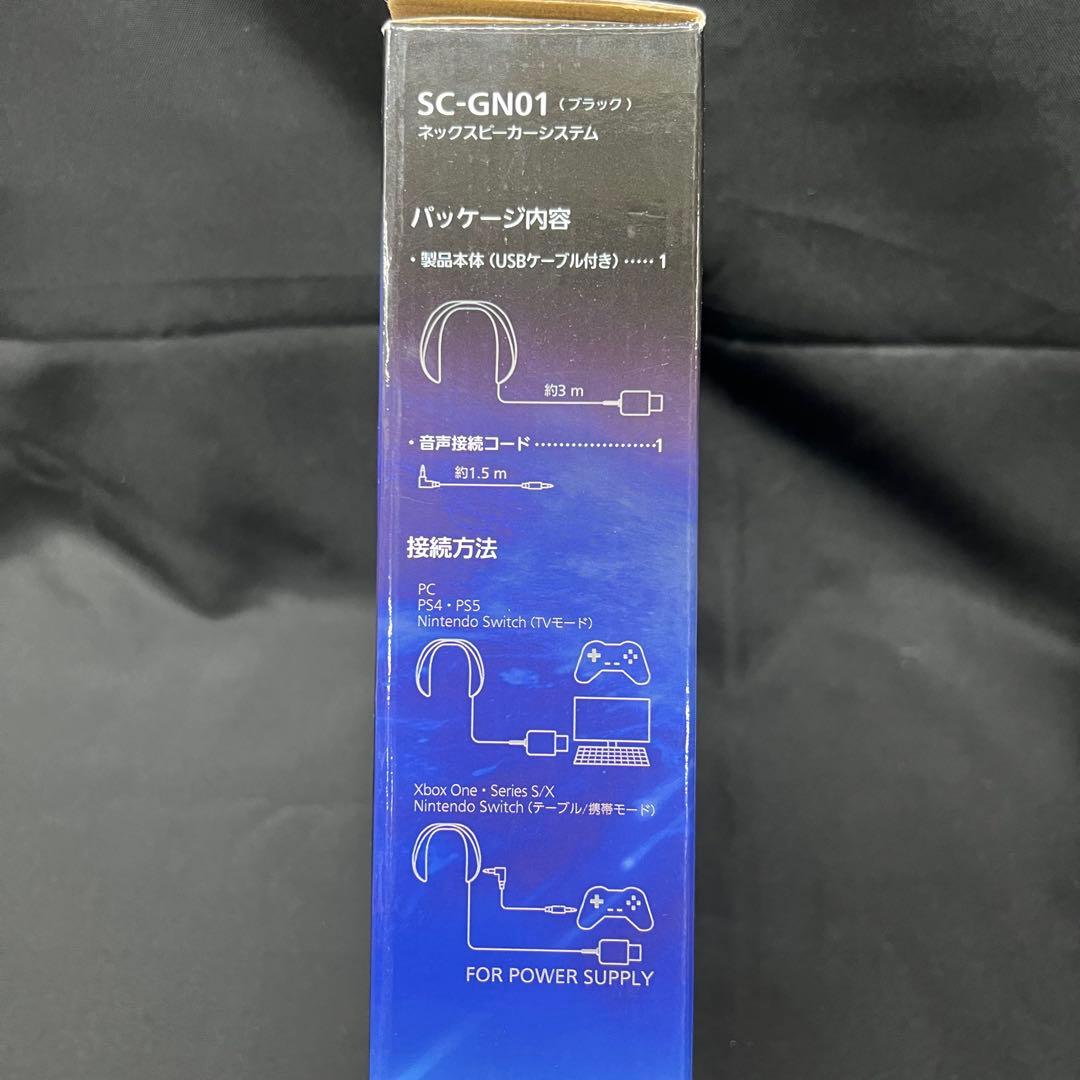 SC-GN01 (ブラック)
ネックスピーカーシステム
パッケージ内容
・製品本体(USBケーブル付き)・・・・・1
約3 m
・音声接続コード・・・・・・・・・・・・・・・・・・・・1
約1.5 m
接続方法
PC
PS4・PS5
Nintendo Switch(TVモード)
Xbox One・Series S/X
Nintendo Switch(テーブル/携帯モード)
FOR POWER SUPPLY